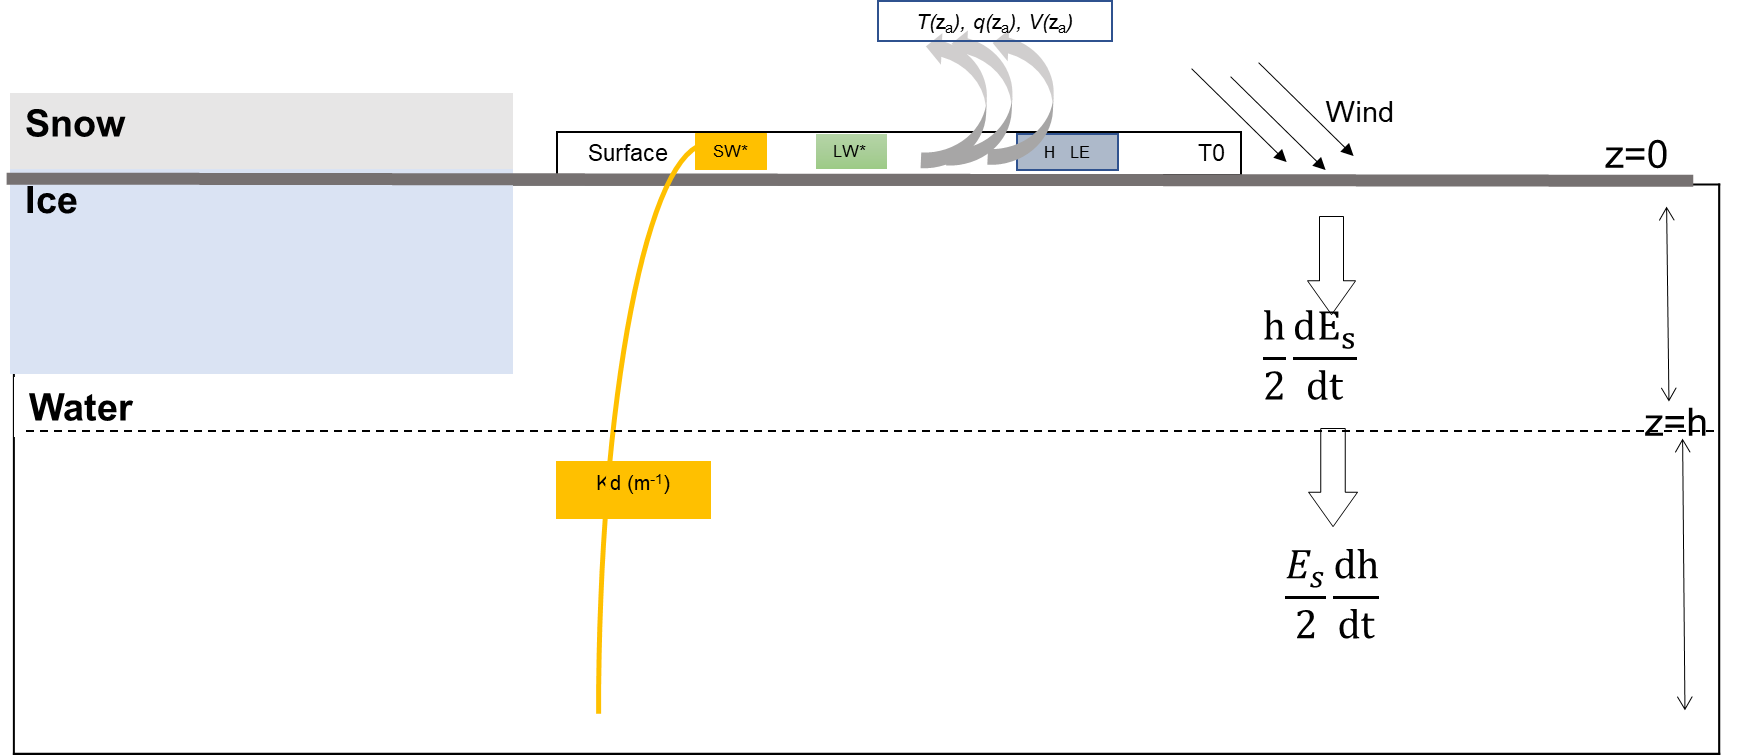 T(zₐ), q(zₐ), V(zₐ)
Wind
Snow
Surface SW* LW* H LE T0
z=0
Ice
h/2 dEₛ/dt
Water
z=h
Kd (m⁻¹)
Eₛ/2 dh/dt